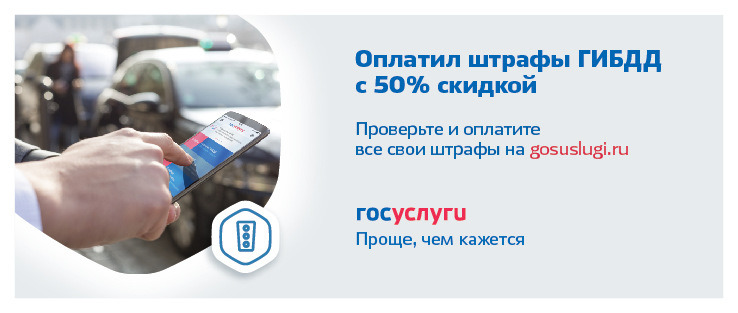 Оплатил штрафы ГИБДД
с 50% скидкой
Проверьте и оплатите
все свои штрафы на gosuslugi.ru
госуслуги
Проще, чем кажется